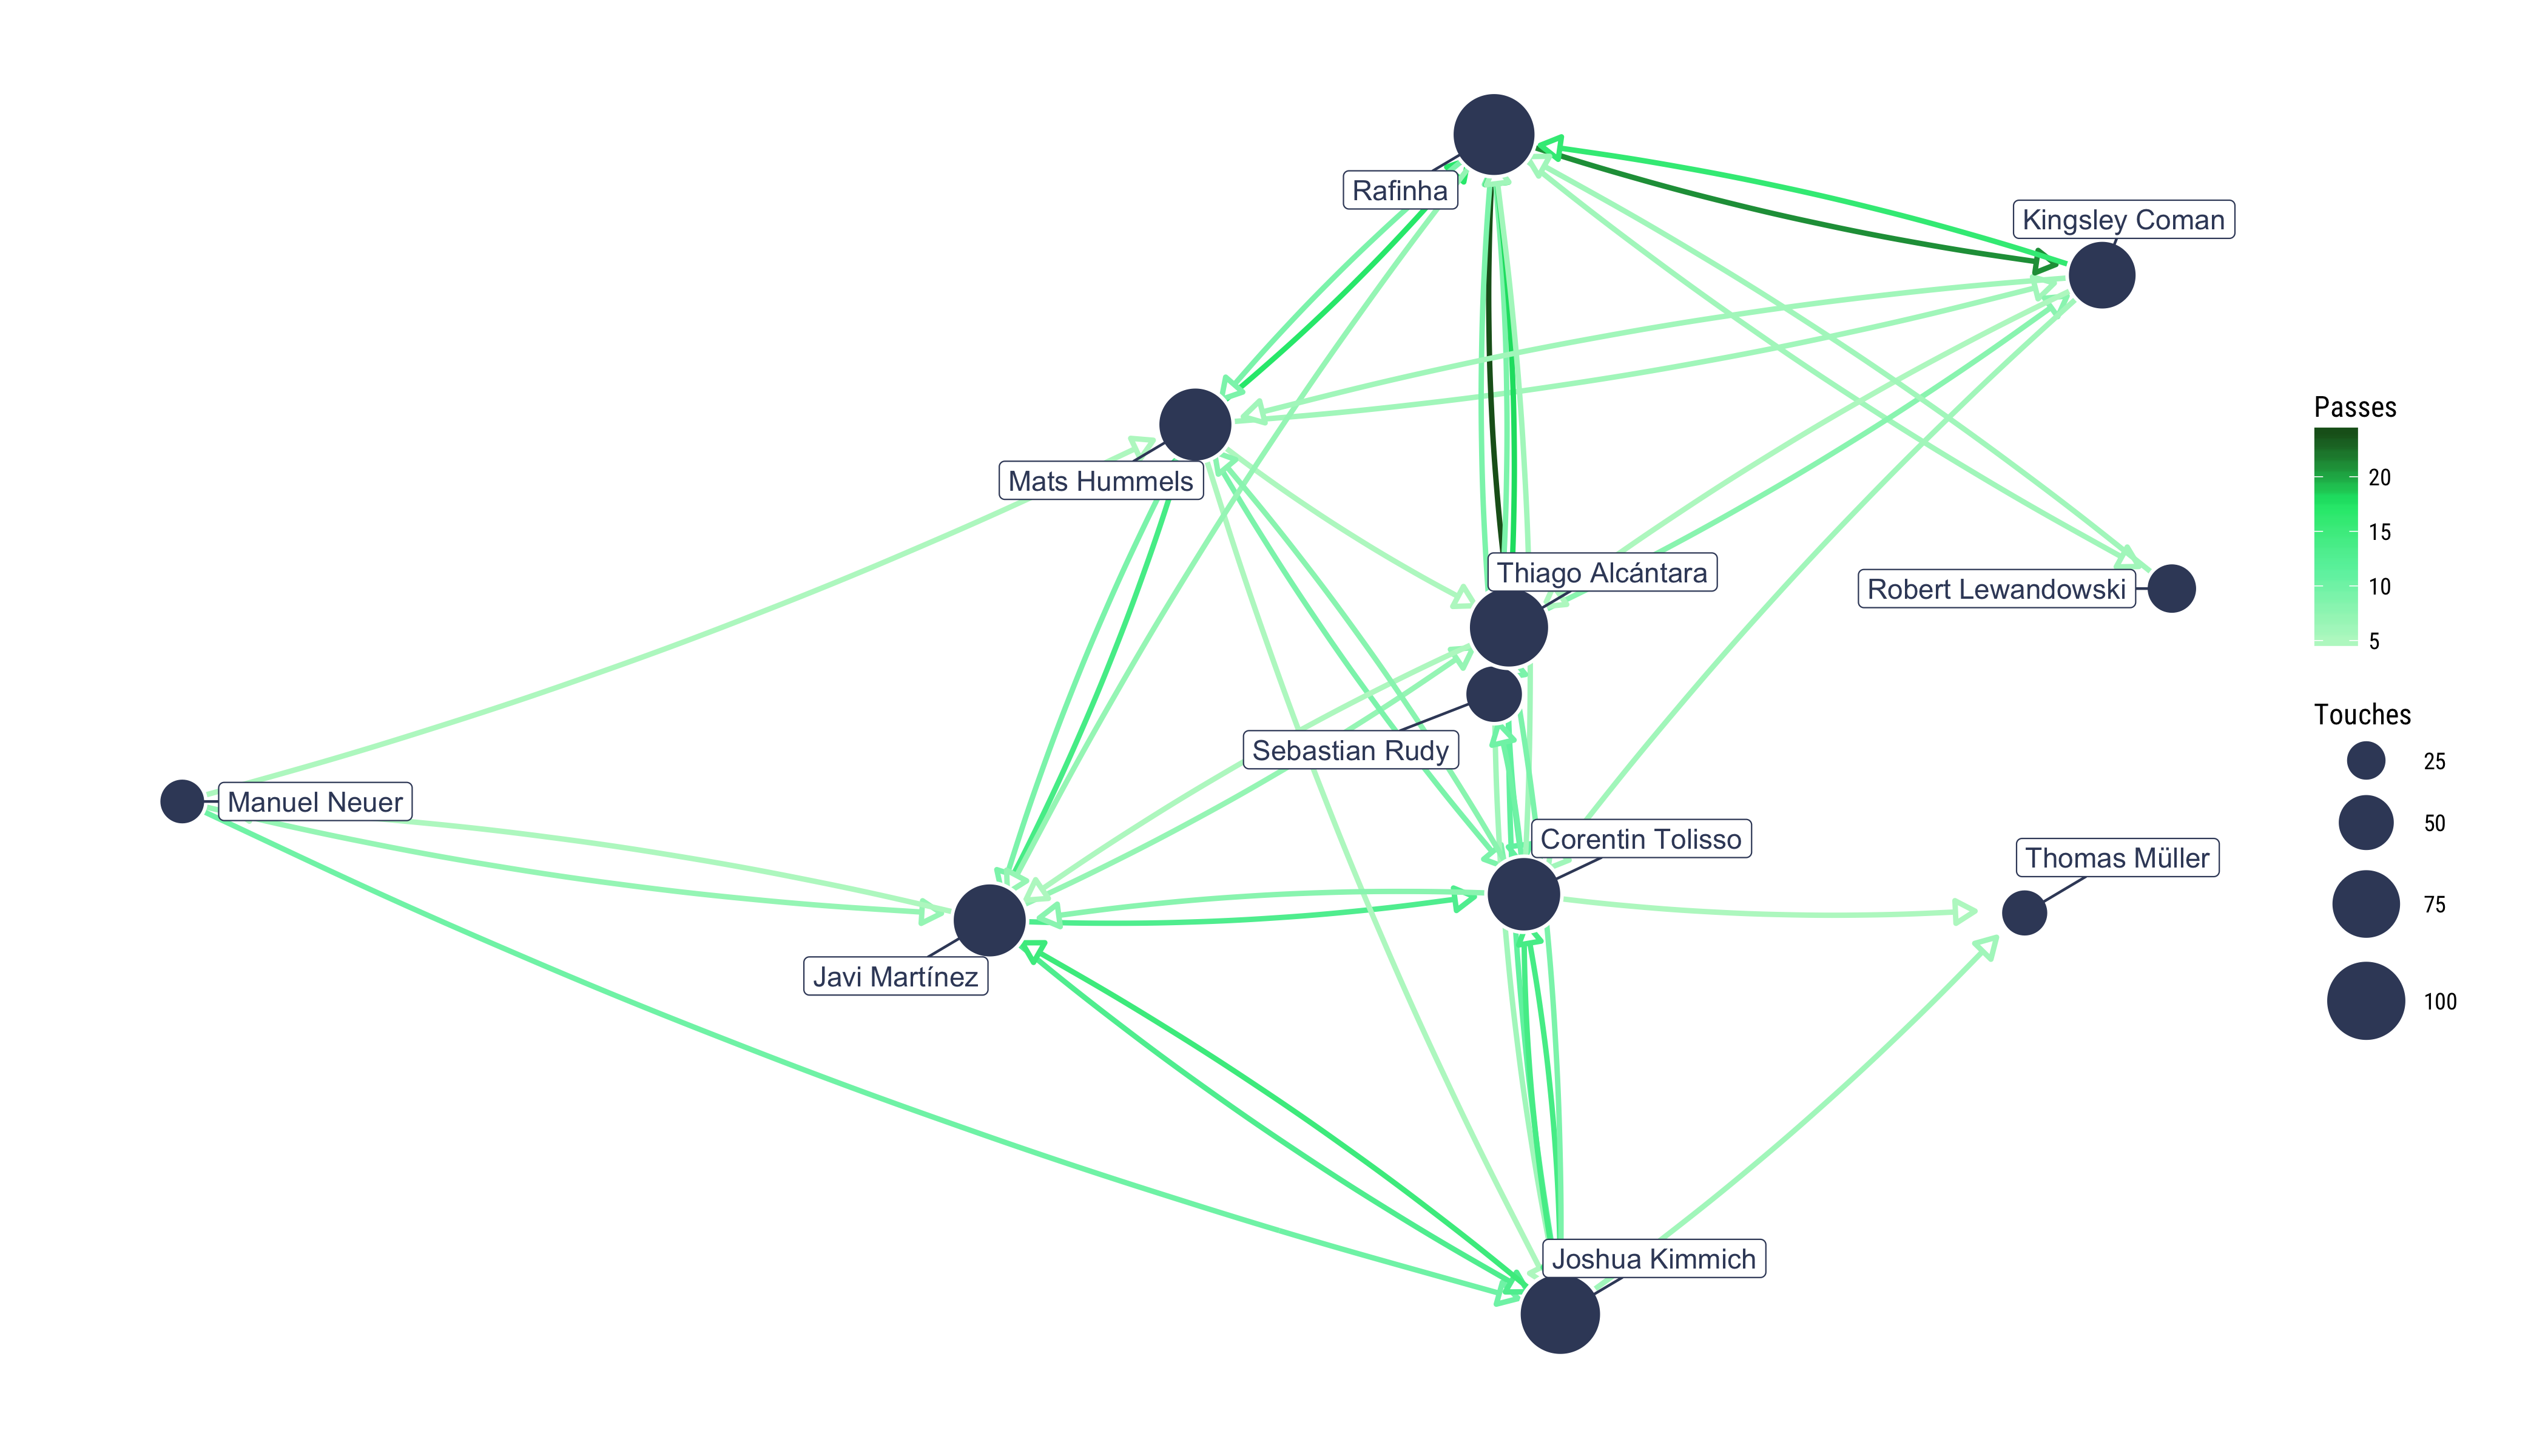 Rafinha
Kingsley Coman
Mats Hummels
Thiago Alcántara
Robert Lewandowski
Sebastian Rudy
Manuel Neuer
Corentin Tolisso
Thomas Müller
Javi Martínez
Joshua Kimmich
Passes
20
15
10
5
Touches
25
50
75
100